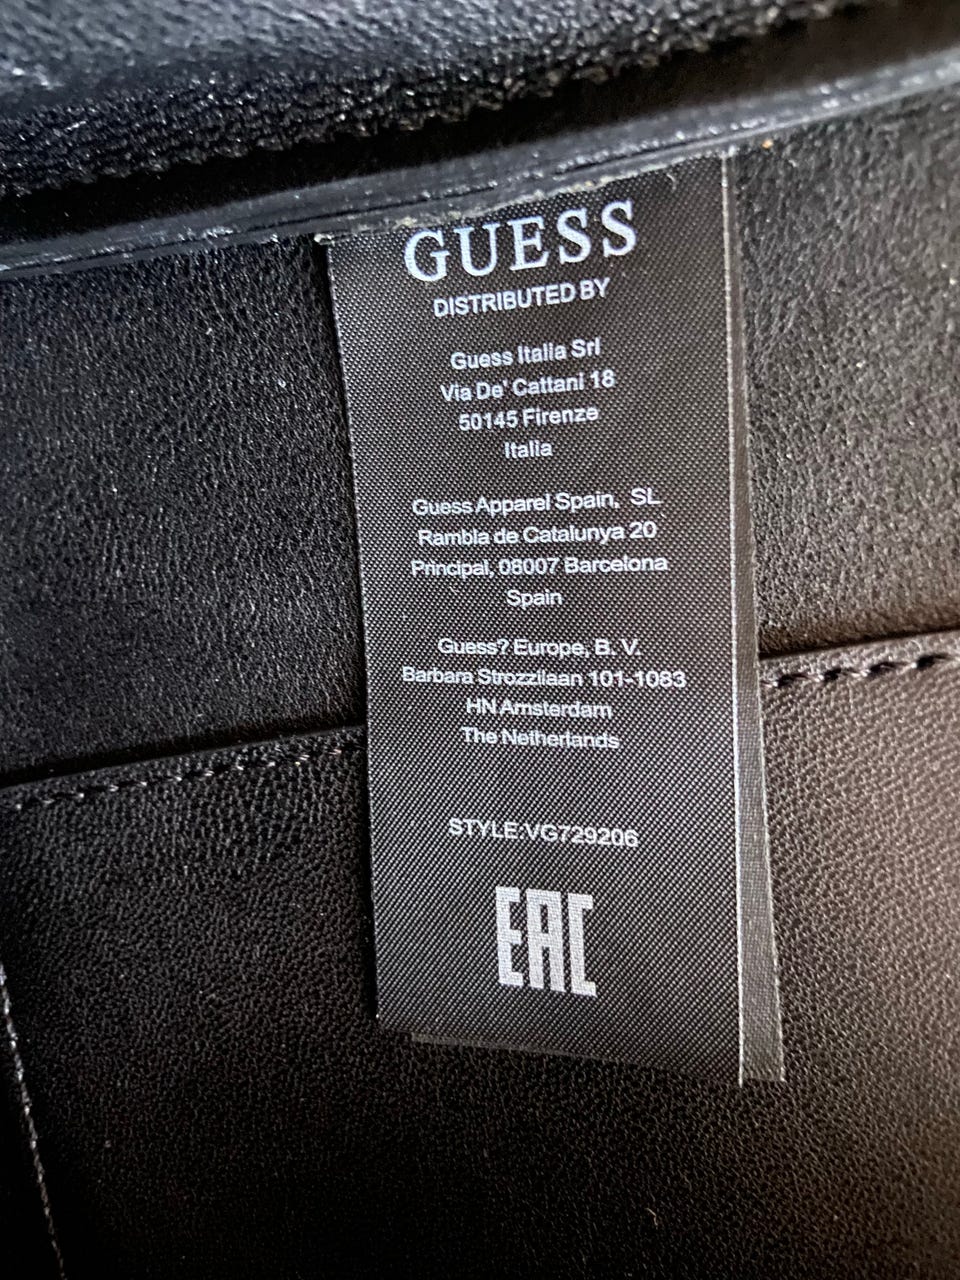 GUESS
DISTRIBUTED BY
Guess Italia Srl
Via De' Cattani 18
50145 Firenze
Italia
Guess Apparel Spain, SL
Rambla de Catalunya 20
Principal, 08007 Barcelona
Spain
Guess? Europe, B. V.
Barbara Strozzilaan 101-1083
HN Amsterdam
The Netherlands
STYLE:VG729206
EAC